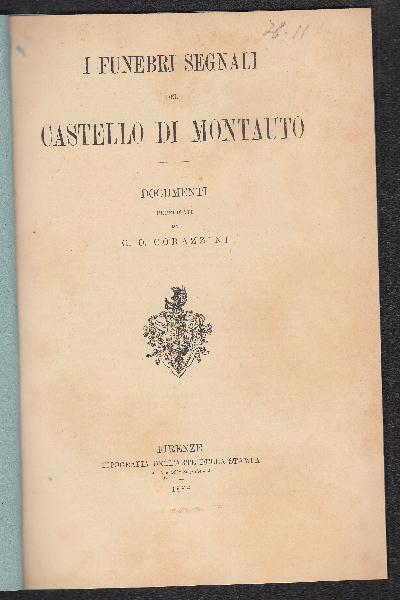 I FUNEBRI SEGNALI
DEL
CASTELLO DI MONTAUTO
DOCUMENTI
PUBBLICATI
DA
G. O. CORAZZINI
FIRENZE
TIPOGRAFIA DELL'ARTE DELLA STAMPA